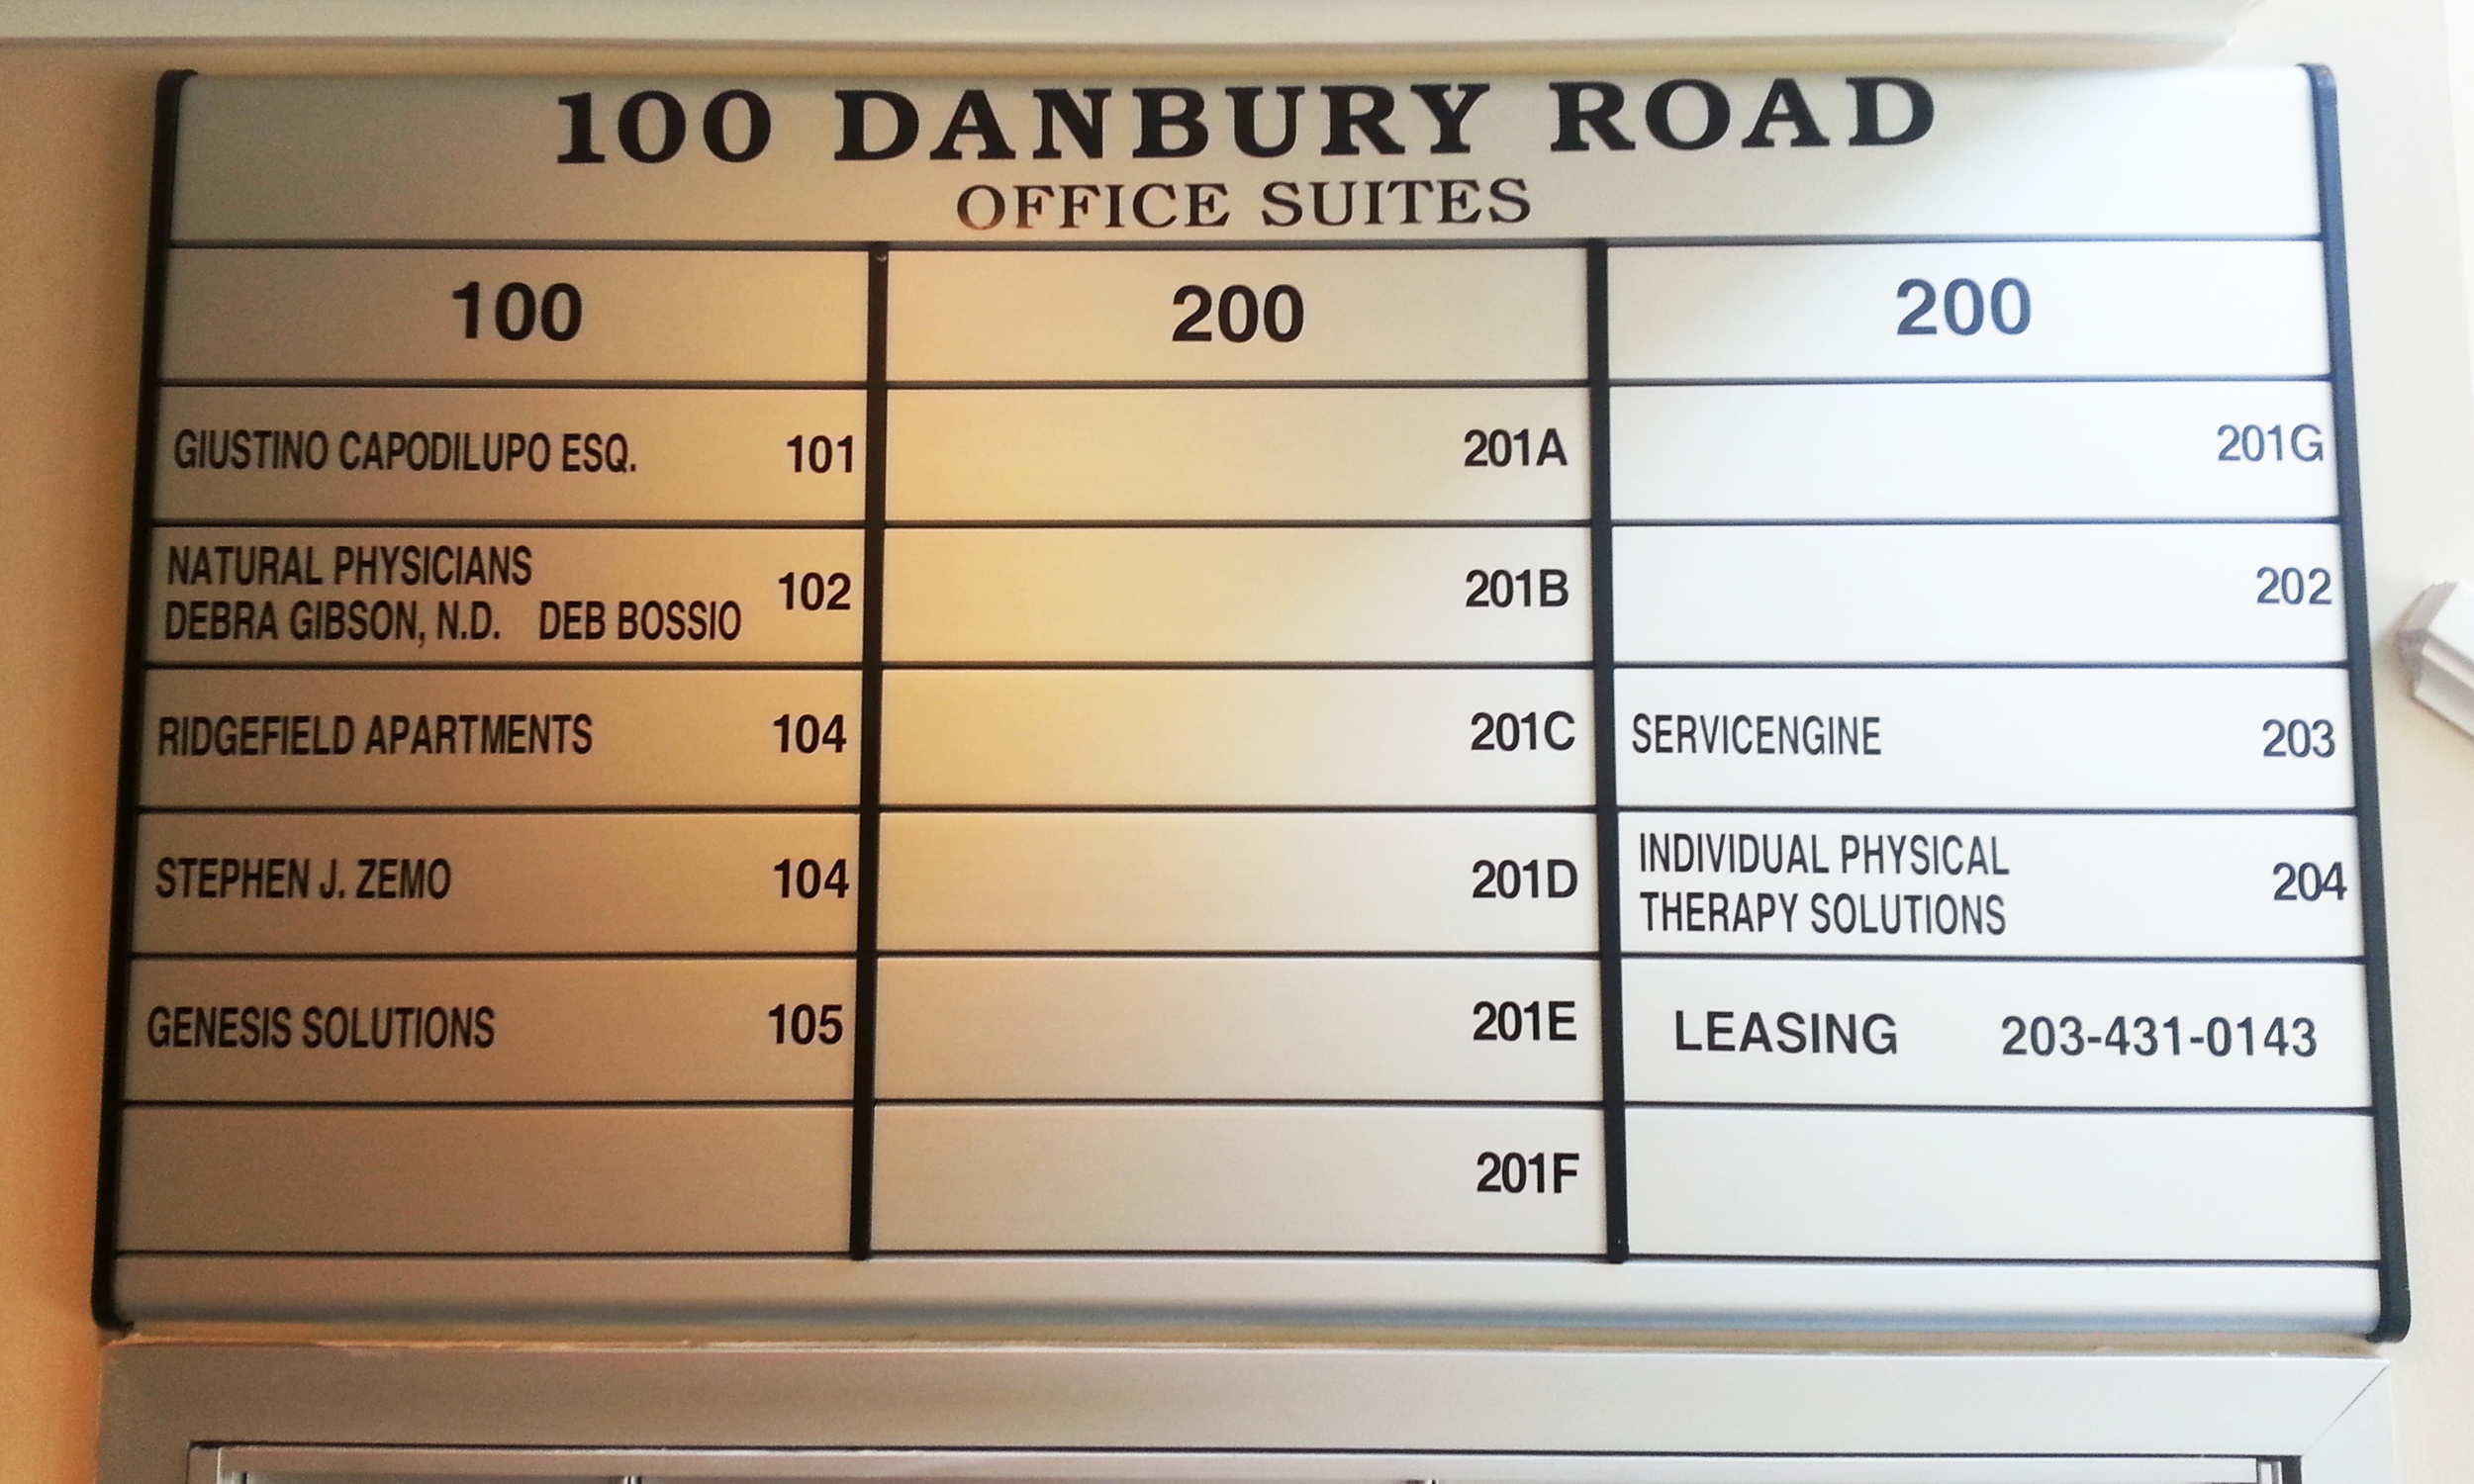 100 DANBURY ROAD
OFFICE SUITES
100
GIUSTINO CAPODILUPO ESQ. 101
NATURAL PHYSICIANS
DEBRA GIBSON, N.D. DEB BOSSIO 102
RIDGEFIELD APARTMENTS 104
STEPHEN J. ZEMO 104
GENESIS SOLUTIONS 105
200
201A
201B
201C
201D
201E
201F
200
201G
202
SERVICENGINE 203
INDIVIDUAL PHYSICAL
THERAPY SOLUTIONS 204
LEASING 203-431-0143